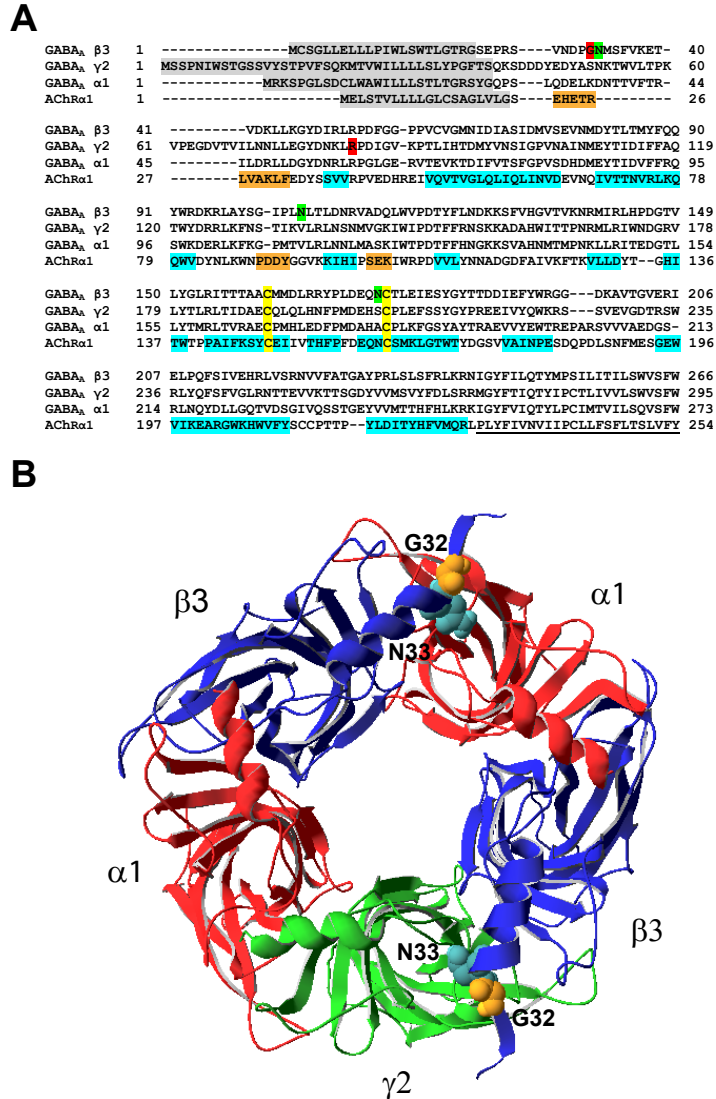 A
GABAA β3 1 ---------------MCSGLLELLLPIWLSWTLGTRGSEPRS----VNDPGNMSFVKET- 40
GABAA γ2 1 MSSPNIWSTGSSVYSTPVFSQKMTVWILLLLSLYPGFTSQKSDDDYEDYASNKTWVLTPK
GABAA α1 1 ------------MRKSPGLSDCLWAWILLLSTLTGRSYGQPS---LQDELKDNTTVFTR- 44
AChRα1 1 ---------------------MELSTVLLLLGLCSAGLVLGS----EHETR--------- 26
GABAA β3 41 ---------VDKLLKGYDIRLRPDFGG-PPVCVGMNIDIASIDMVSEVNMDYTLTMYFQQ 90
GABAA γ2 VPEGDVTVILNNLLEGYDNKLRPDIGV-KPTLIHTDMYVNSIGPVNAINMEYTIDIFFAQ 119
GABAA α1 45 --------ILDRLLDGYDNRLRPGLGE-RVTEVKTDIFVTSFGPVSDHDMEYTIDVFFRQ 95
AChRα1 27 ---------LVAKLFEDYSSVVRPVEDHREIVQVTVGLQLIQLINVDEVNQIVTTNVRLKQ 78
GABAA β3 91 YWRDKRLAYSG-IPLNLTLDNRVADQLWVPDTYFLNDKKSFVHGVTVKNRMIRLHPDGTV 149
GABAA γ2 120 TWYDRRLKFNS-TIKVLRLNSNMVGKIWIPDTFFRNSKKADAHWITTPNRMLRIWNDGRV 178
GABAA α1 96 SWKDERLKFKG-PMTVLRLNNLMASKIWTPDTFFHNGKKSVAHNMTMPNKLLRITEDGTL 154
AChRα1 79 QWVDYNLKWNPDDYGGVKKIHIPSEKIWRPDVVLYNNADGDFAIVKFTKVLLDYT--GHI 136
GABAA β3 150 LYGLRITTTAACMMDLRRYPLDEQNCTLEIESYGYTTDDIEFYWRGG---DKAVTGVERI 206
GABAA γ2 179 LYTLRLTIDAECQLQLHNFPMDEHSCPLEFSSYGYPREEIVYQWKRS---SVEVGDTRSW 235
GABAA α1 155 LYTMRLTVRAECPMHLEDFPMDAHACPLKFGSYAYTRAEVVYEWTREPARSVVVAEDGS- 213
AChRα1 137 TWTPPAIFKSYCEIIVTHFPFDEQNCSMKLGTWTYDGSVVAINPESDQPDLSNFMESGEW 196
GABAA β3 207 ELPQFSIVEHRLVSRNVVFATGAYPRLSLSFRLKRNIGYFILQTYMPSILITILSWVSFW 266
GABAA γ2 236 RLYQFSFVGLRNTTEVVKTTSGDYVVMSVYFDLSRRMGYFTIQTYIPCTLIVVLSWVSFW 295
GABAA α1 214 RLNQYDLLGQTVDSGIVQSSTGEYVVMTTHFHLKRKIGYFVIQTYLPCIMTVILSQVSFW 273
AChRα1 197 VIKEARGWKHWVFYSCCPTTP--YLDITYHFVMQRLPLYFIVNVIIPCLLFSFLTSLVFY 254
B
G32
α1
β3
N33
α1
N33
β3
G32
γ2